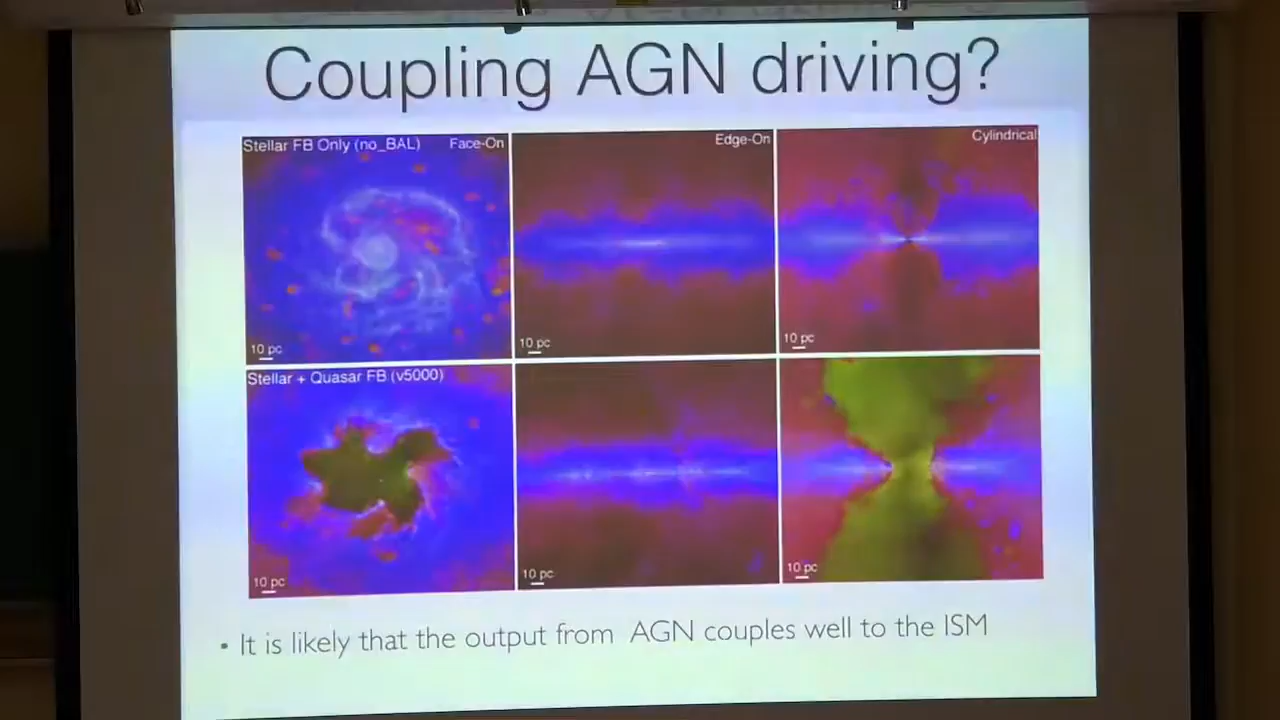 Coupling AGN driving?
Stellar FB Only (no_BAL) Face-On
Edge-On
Cylindrical
10 pc
10 pc
10 pc
Stellar + Quasar FB (v5000)
10 pc
10 pc
10 pc
• It is likely that the output from AGN couples well to the ISM